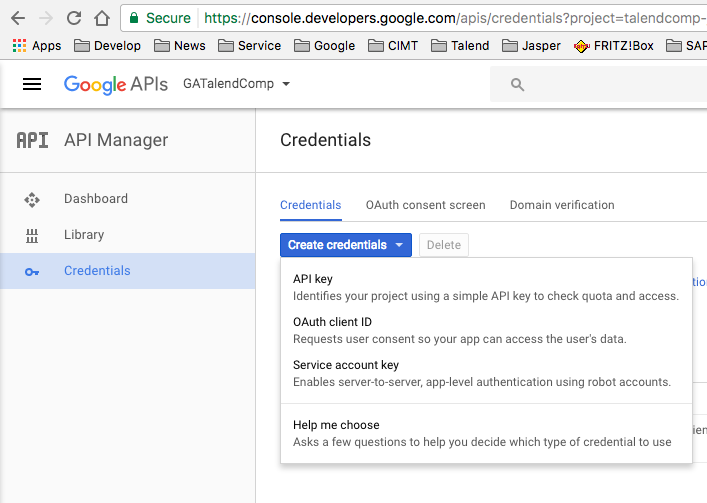 Secure https://console.developers.google.com/apis/credentials?project=talendcomp-
Apps Develop News Service Google CIMT Talend Jasper FRITZ!Box SAP
Google APIs GATalendComp
API API Manager
Credentials
Dashboard
Library
Credentials
Credentials OAuth consent screen Domain verification
Create credentials Delete
API key
Identifies your project using a simple API key to check quota and access.
OAuth client ID
Requests user consent so your app can access the user's data.
Service account key
Enables server-to-server, app-level authentication using robot accounts.
Help me choose
Asks a few questions to help you decide which type of credential to use